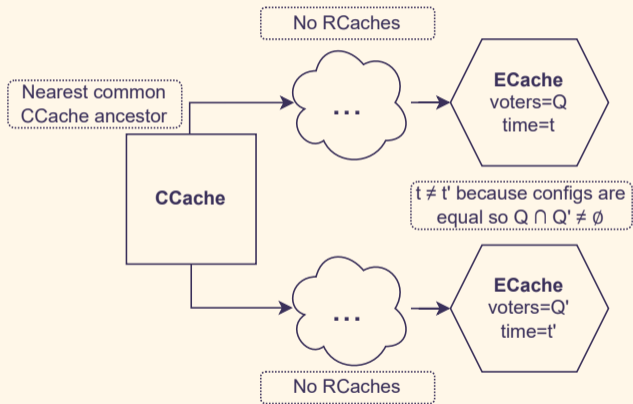 No RCaches
Nearest common
CCache ancestor
...
ECache
voters=Q
time=t
CCache
t ≠ t' because configs are
equal so Q ∩ Q' ≠ ∅
...
ECache
voters=Q'
time=t'
No RCaches